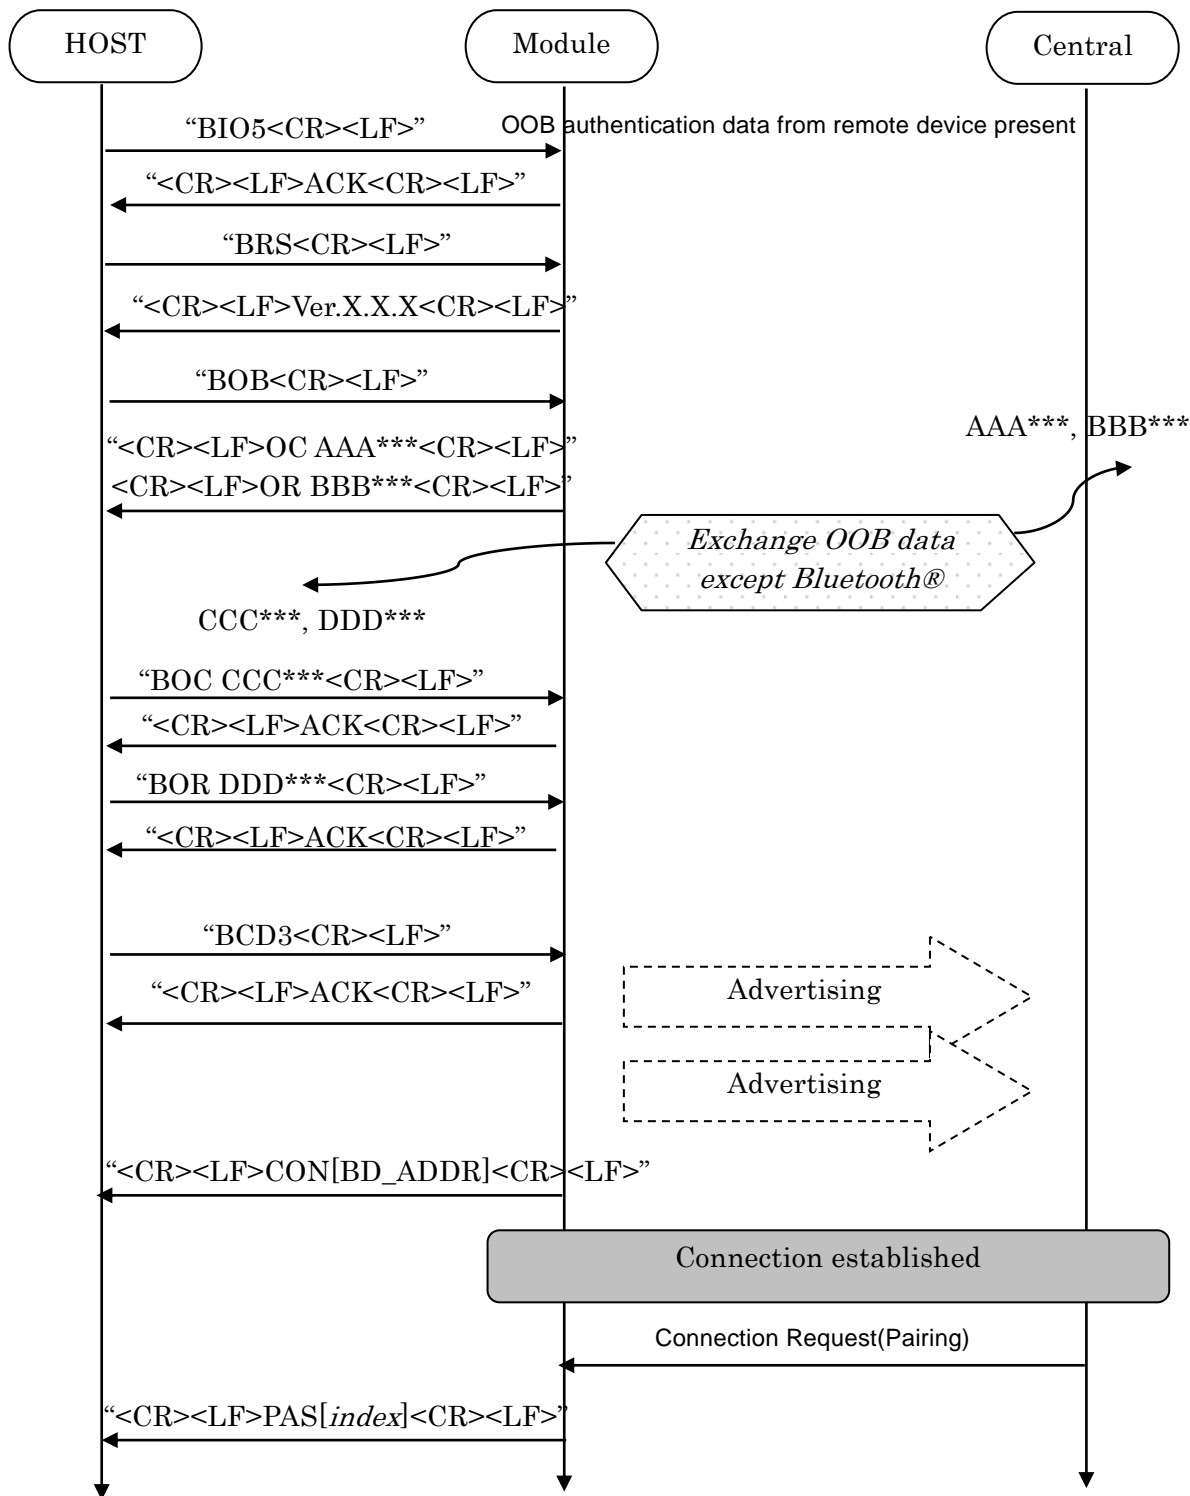 HOST
Module
Central
“BIO5<CR><LF>”
OOB authentication data from remote device present
“<CR><LF>ACK<CR><LF>”
“BRS<CR><LF>”
“<CR><LF>Ver.X.X.X<CR><LF>”
“BOB<CR><LF>”
AAA***, BBB***
“<CR><LF>OC AAA***<CR><LF>”
<CR><LF>OR BBB***<CR><LF>”
Exchange OOB data
except Bluetooth®
CCC***, DDD***
“BOC CCC***<CR><LF>”
“<CR><LF>ACK<CR><LF>”
“BOR DDD***<CR><LF>”
“<CR><LF>ACK<CR><LF>”
“BCD3<CR><LF>”
“<CR><LF>ACK<CR><LF>”
Advertising
Advertising
“<CR><LF>CON[BD_ADDR]<CR><LF>”
Connection established
Connection Request(Pairing)
“<CR><LF>PAS[index]<CR><LF>”